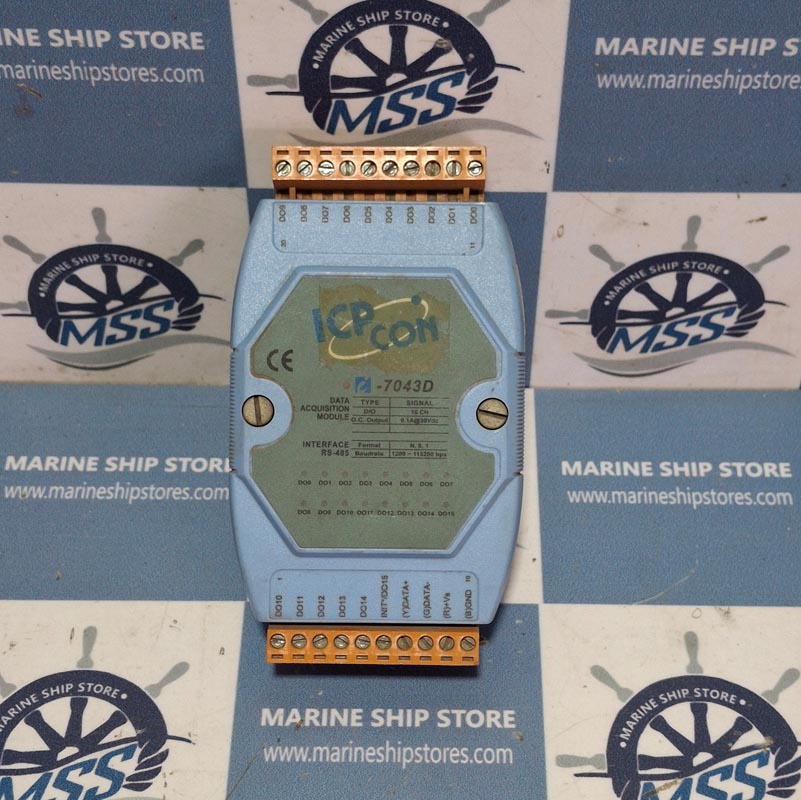 MARINE SHIP STORE
www.marineshipstores.com
MARINE SHIP STORE
MSS
MARINE SHIP STORE
www.marineshipstores.com
DO9 DO8 DO7 DO6 DO5 DO4 DO3 DO2 DO1 DO0
20 11
MARINE SHIP STORE
MSS
MARINE SHIP STORE
MSS
ICP CON
CE
-7043D
DATA ACQUISITION MODULE
TYPE SIGNAL
D/O 16 CH
O.C. Output 0.1A@30Vdc
INTERFACE RS-485
Format N, 8, 1
Baudrate 1200 ~ 115200 bps
DO0 DO1 DO2 DO3 DO4 DO5 DO6 DO7
DO8 DO9 DO10 DO11 DO12 DO13 DO14 DO15
MARINE SHIP STORE
www.marineshipstores.com
MARINE SHIP STORE
www.marineshipstores.com
1 10
DO10 DO11 DO12 DO13 DO14 INIT*/DO15 (Y)DATA+ (G)DATA- (R)+Vs (B)GND
MARINE SHIP STORE
MSS
MARINE SHIP STORE
www.marineshipstores.com
MARINE SHIP STORE
MSS